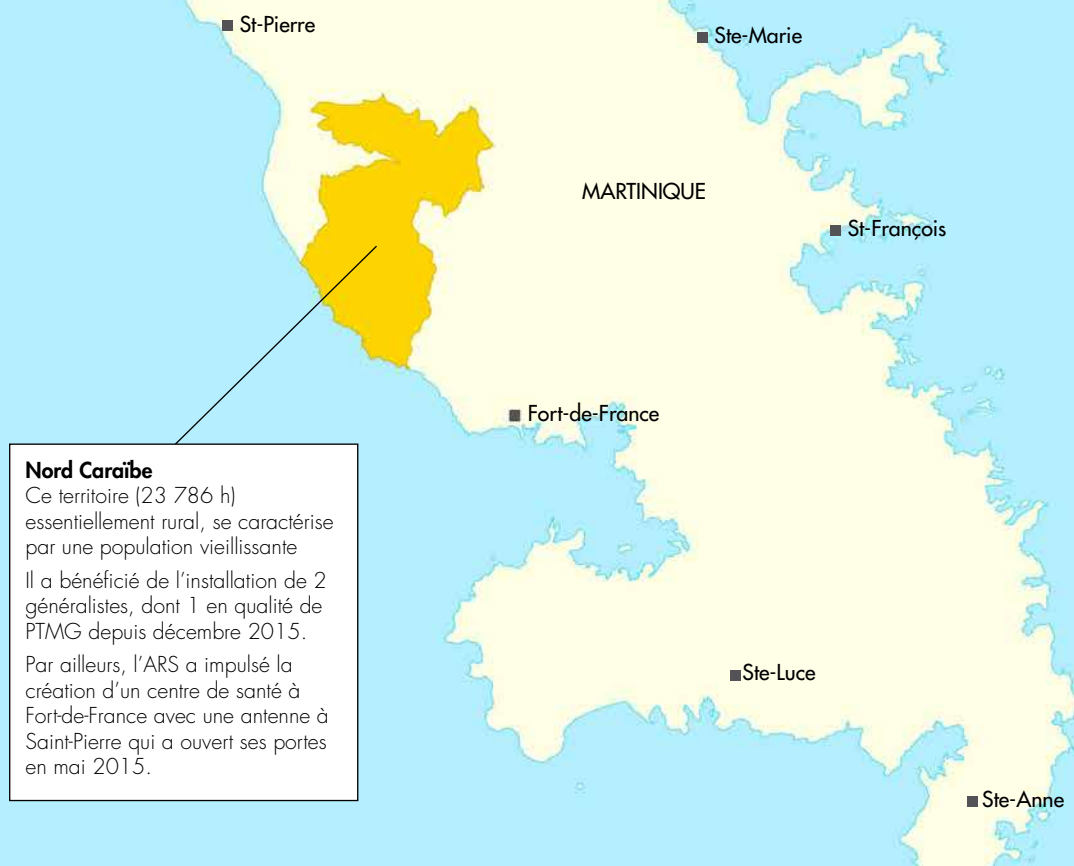 St-Pierre
Ste-Marie
MARTINIQUE
St-François
Fort-de-France
Nord Caraïbe
Ce territoire (23 786 h)
essentiellement rural, se caractérise
par une population vieillissante
Il a bénéficié de l'installation de 2
généralistes, dont 1 en qualité de
PTMG depuis décembre 2015.
Par ailleurs, l'ARS a impulsé la
création d'un centre de santé à
Fort-de-France avec une antenne à
Saint-Pierre qui a ouvert ses portes
en mai 2015.
Ste-Luce
Ste-Anne